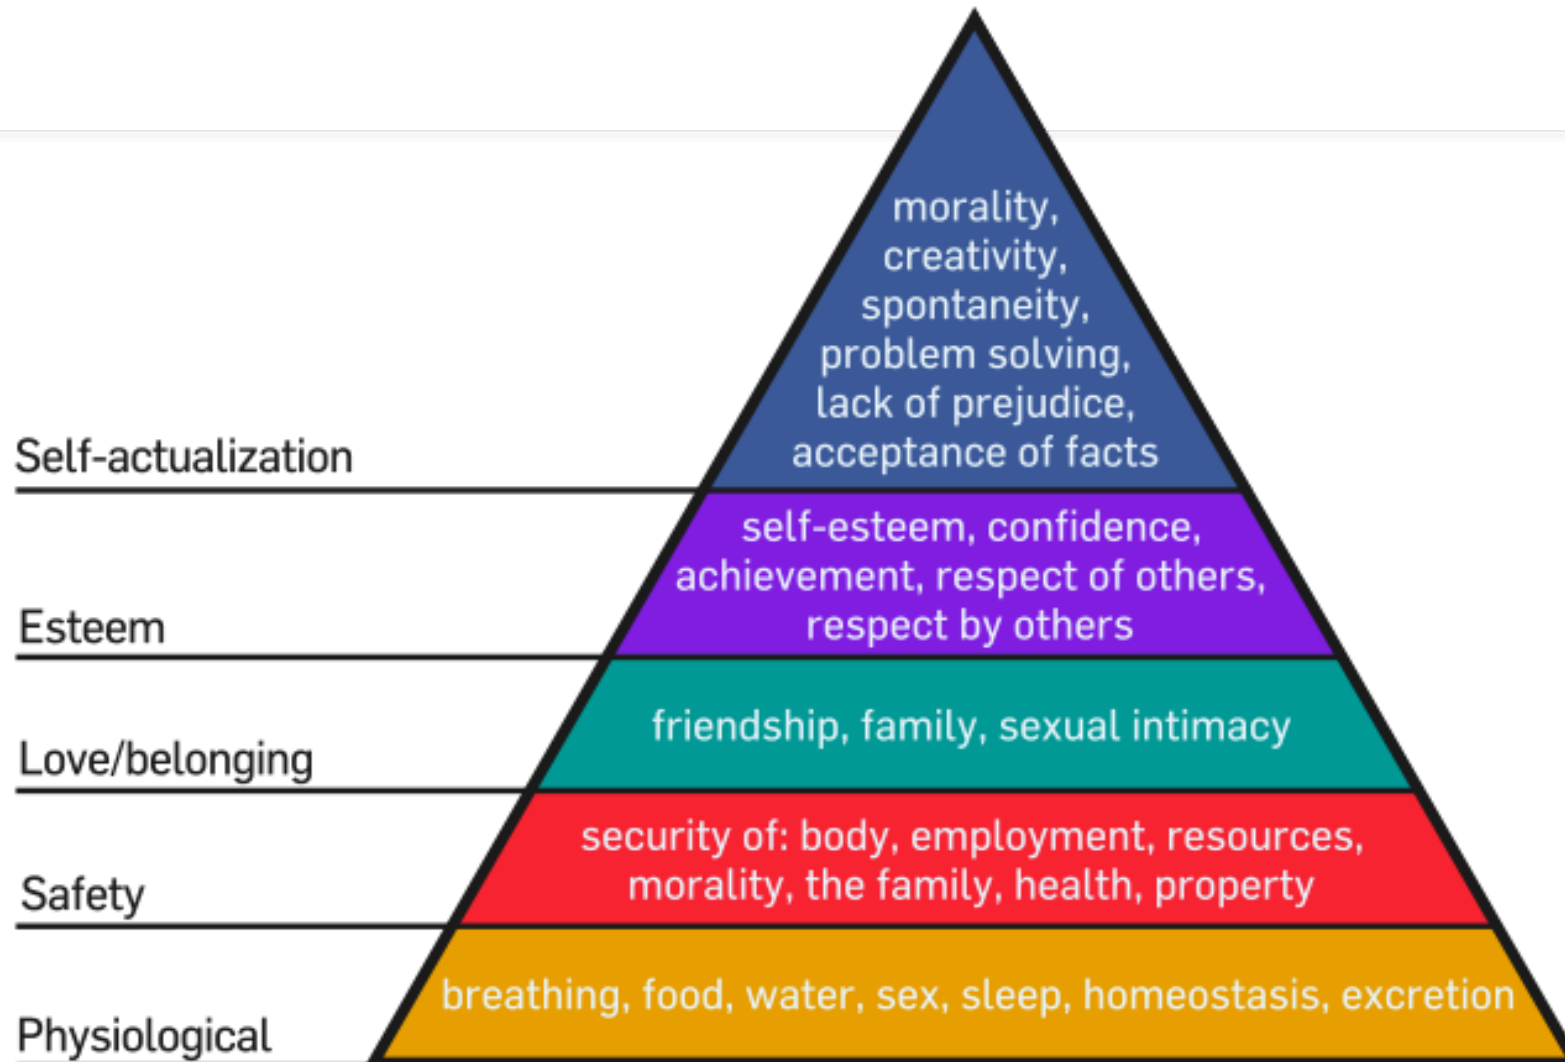 morality,
creativity,
spontaneity,
problem solving,
lack of prejudice,
acceptance of facts
Self-actualization
self-esteem, confidence,
achievement, respect of others,
respect by others
Esteem
friendship, family, sexual intimacy
Love/belonging
security of: body, employment, resources,
morality, the family, health, property
Safety
breathing, food, water, sex, sleep, homeostasis, excretion
Physiological